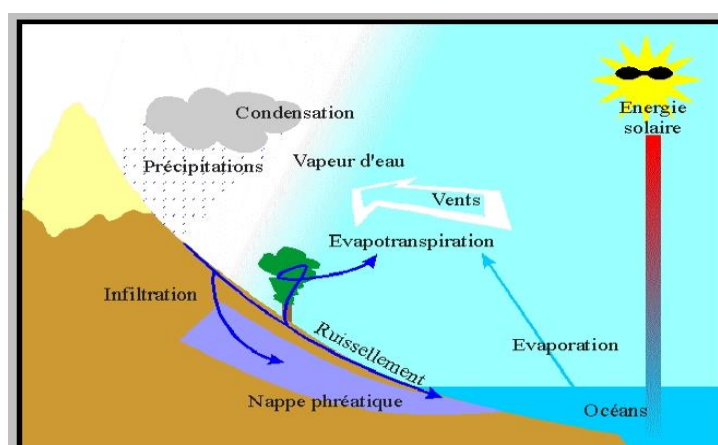 Energie
solaire
Condensation
Précipitations
Vapeur d'eau
Vents
Evapotranspiration
Infiltration
Ruissellement
Evaporation
Nappe phréatique
Océans